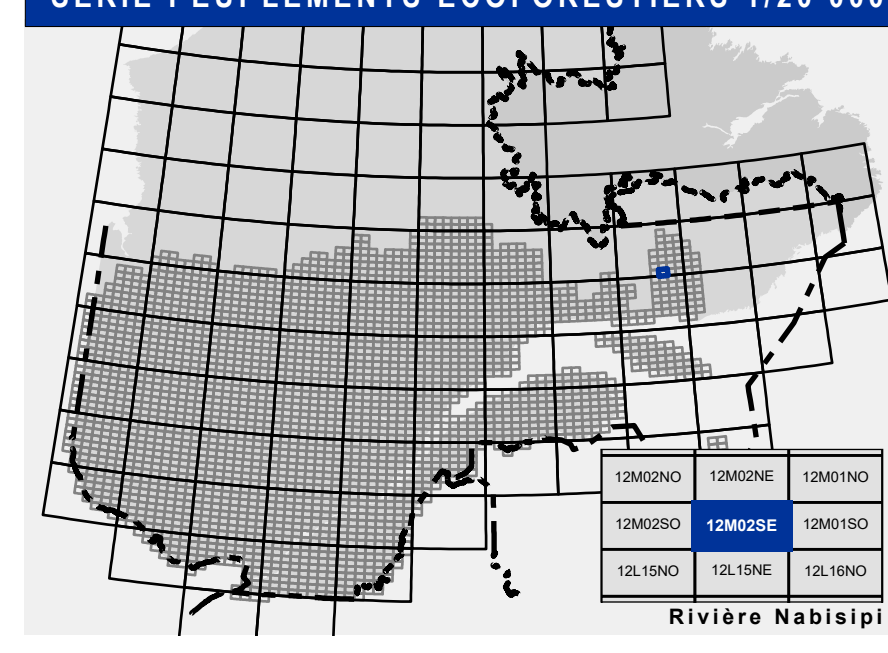 SÉRIE PEUPLEMENTS ÉCOFORESTIERS 1/20 000
12M02NO 12M02NE 12M01NO
12M02SO 12M02SE 12M01SO
12L15NO 12L15NE 12L16NO
Rivière Nabisipi